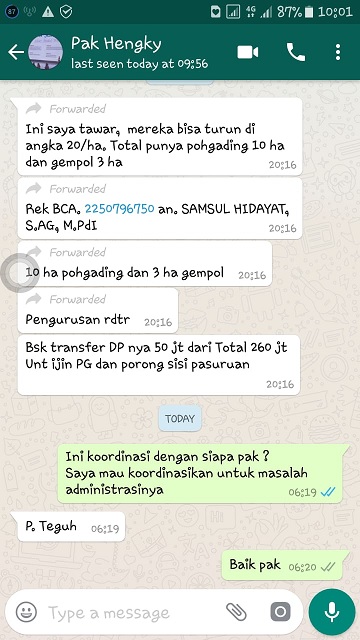 87 4G 87% 10:01
Pak Hengky
last seen today at 09:56
Forwarded
Ini saya tawar, mereka bisa turun di
angka 20/ha. Total punya pohgading 10 ha
dan gempol 3 ha
20:16
Forwarded
Rek BCA. 2250796750 an. SAMSUL HIDAYAT,
S.AG, M.PdI
20:16
Forwarded
10 ha pohgading dan 3 ha gempol 20:16
Forwarded
Pengurusan rdtr 20:16
Bsk transfer DP nya 50 jt dari Total 260 jt
Unt ijin PG dan porong sisi pasuruan
20:16
TODAY
Ini koordinasi dengan siapa pak ?
Saya mau koordinasikan untuk masalah
administrasinya 06:19
P. Teguh 06:19
Baik pak 06:20
Type a message